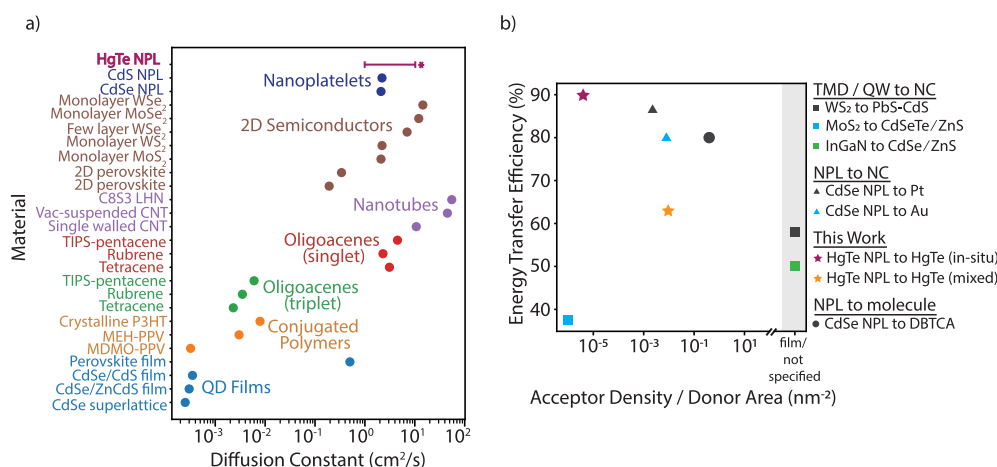 a)
Material
HgTe NPL
CdS NPL
CdSe NPL
Monolayer WSe2
Monolayer MoSe2
Few layer WSe2
Monolayer WS2
Monolayer MoS2
2D perovskite
2D perovskite
C8S3 LHN
Vac-suspended CNT
Single walled CNT
TIPS-pentacene
Rubrene
Tetracene
TIPS-pentacene
Rubrene
Tetracene
Crystalline P3HT
MEH-PPV
MDMO-PPV
Perovskite film
CdSe/CdS film
CdSe/ZnCdS film
CdSe superlattice
*
Nanoplatelets
2D Semiconductors
Nanotubes
Oligoacenes
(singlet)
Oligoacenes
(triplet)
Conjugated
Polymers
QD Films
10⁻³ 10⁻² 10⁻¹ 10⁰ 10¹ 10²
Diffusion Constant (cm²/s)
b)
Energy Transfer Efficiency (%)
90
80
70
60
50
40
10⁻⁵ 10⁻³ 10⁻¹ 10¹ film/
not
specified
Acceptor Density / Donor Area (nm⁻²)
TMD / QW to NC
WS₂ to PbS-CdS
MoS₂ to CdSeTe/ZnS
InGaN to CdSe/ZnS
NPL to NC
CdSe NPL to Pt
CdSe NPL to Au
This Work
HgTe NPL to HgTe (in-situ)
HgTe NPL to HgTe (mixed)
NPL to molecule
CdSe NPL to DBTCA